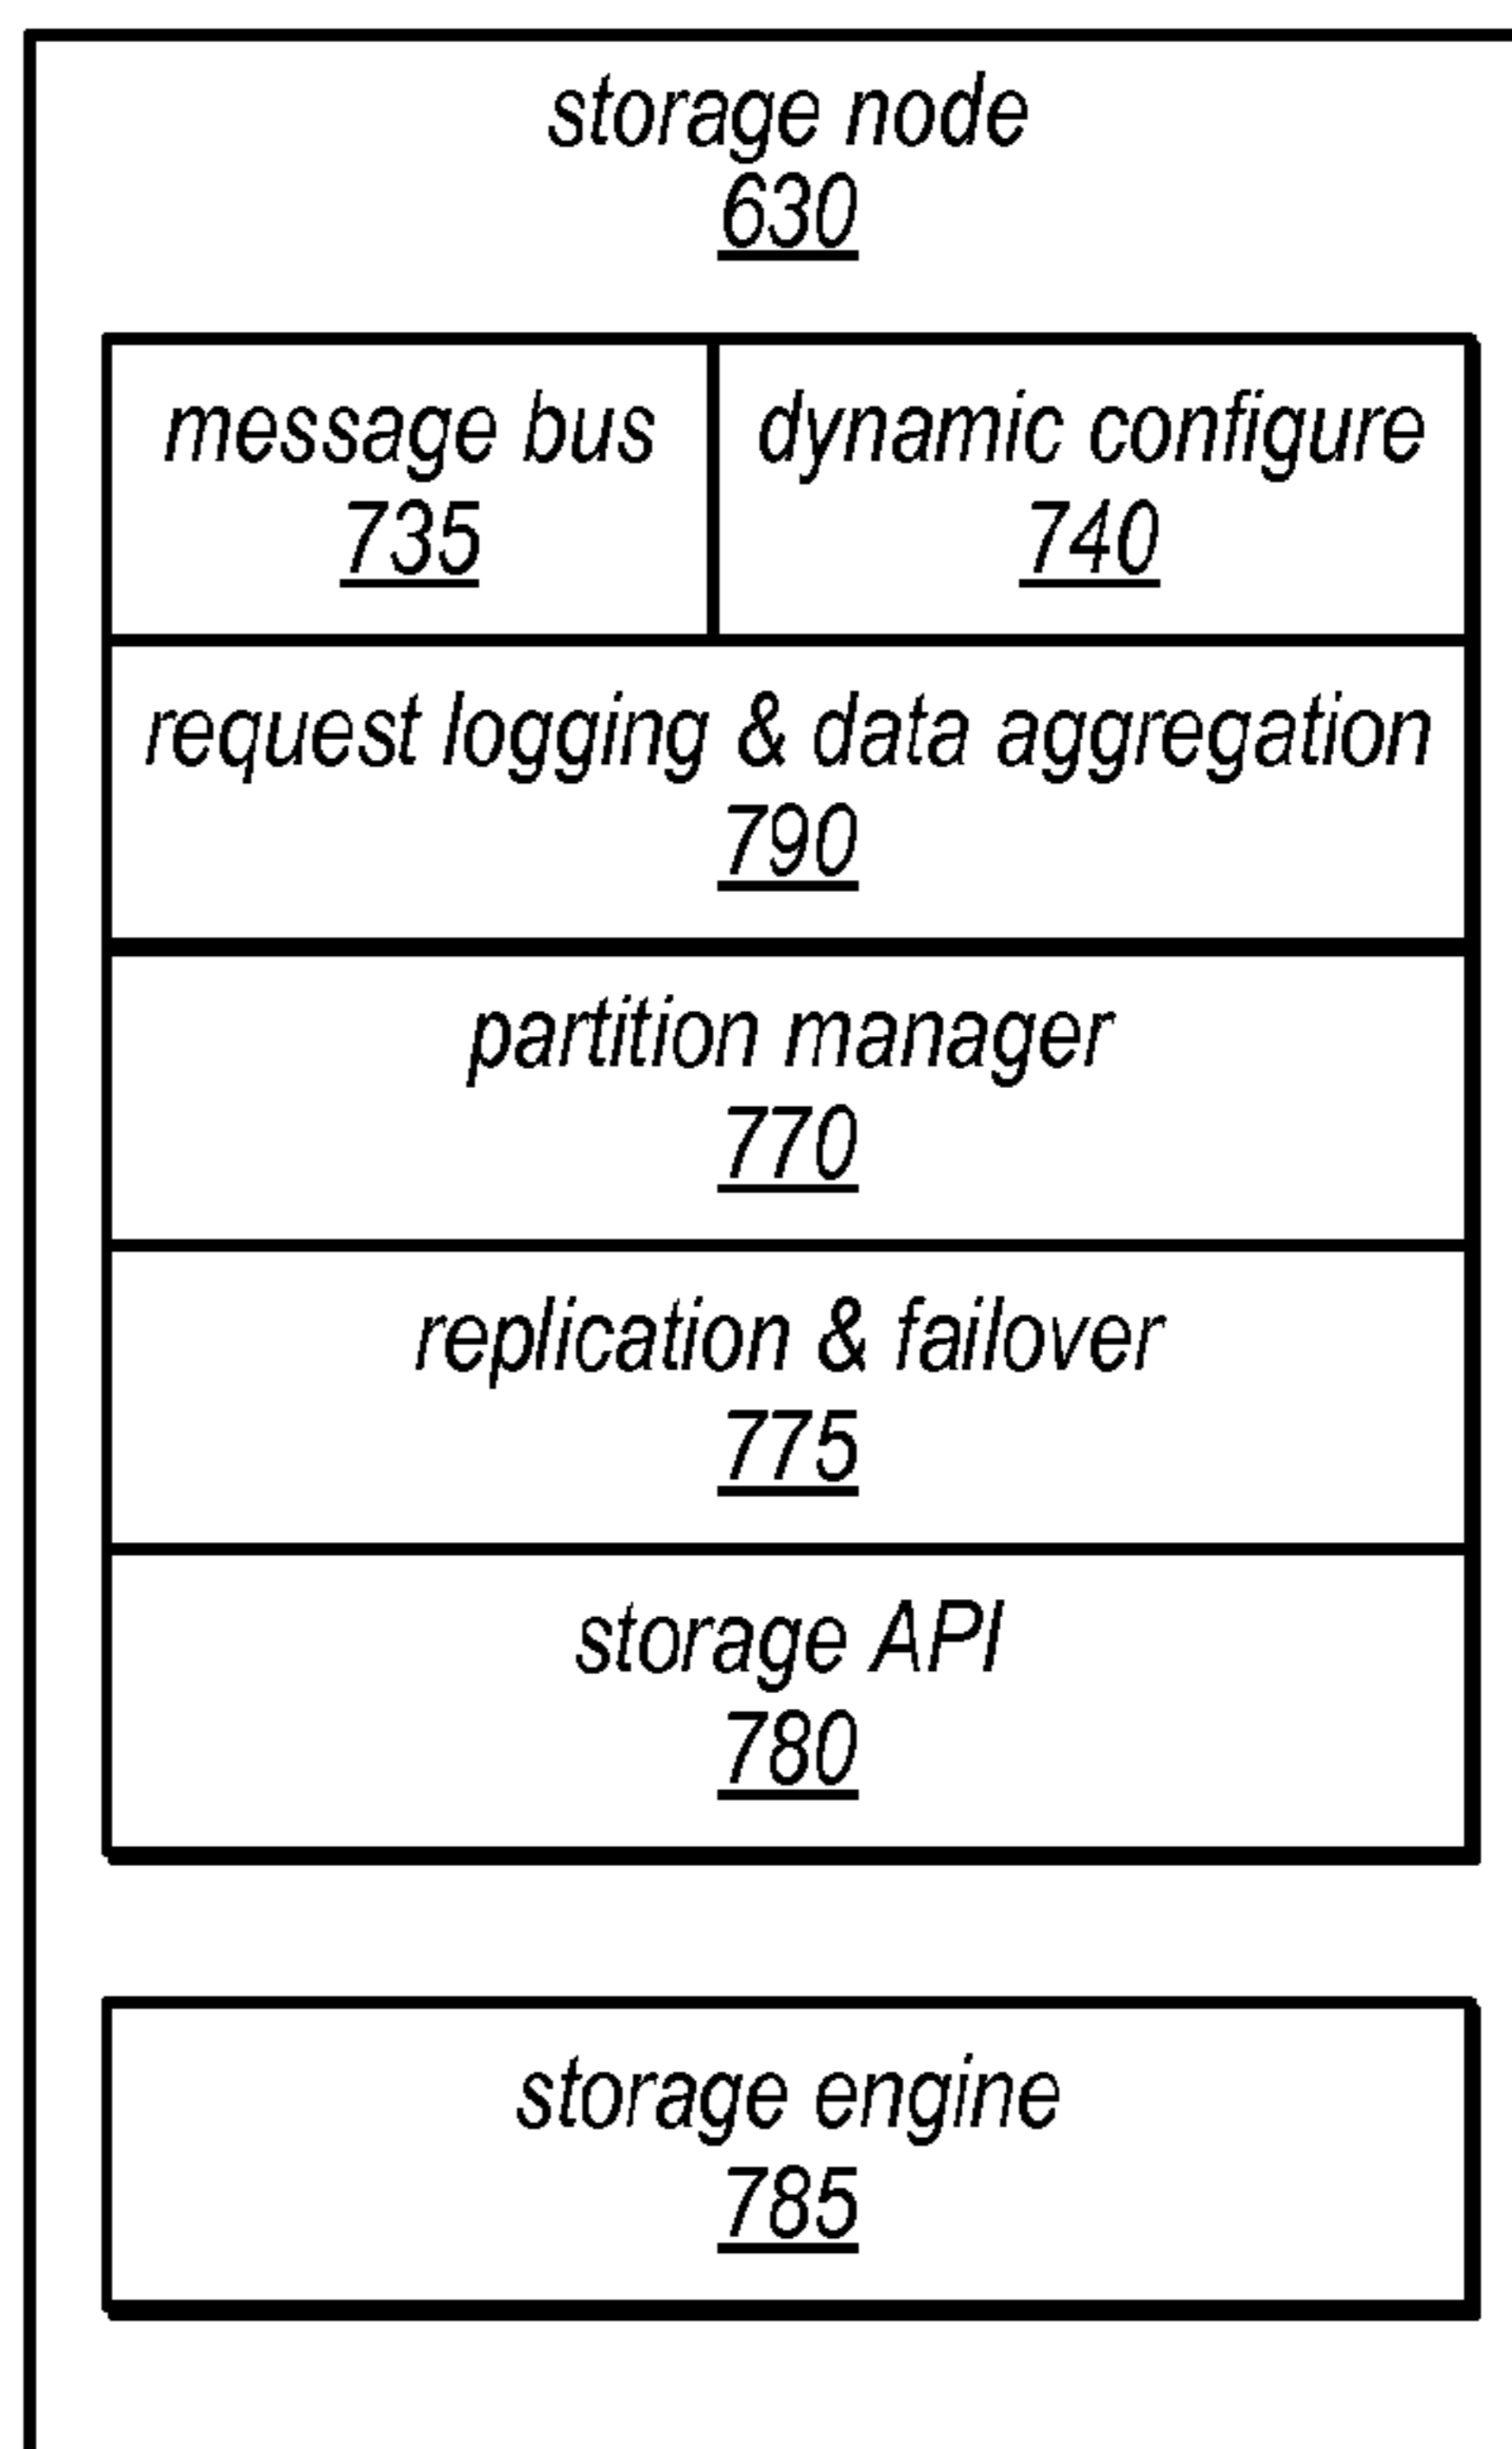 storage node
630
message bus
735
dynamic configure
740
request logging & data aggregation
790
partition manager
770
replication & failover
775
storage API
780
storage engine
785